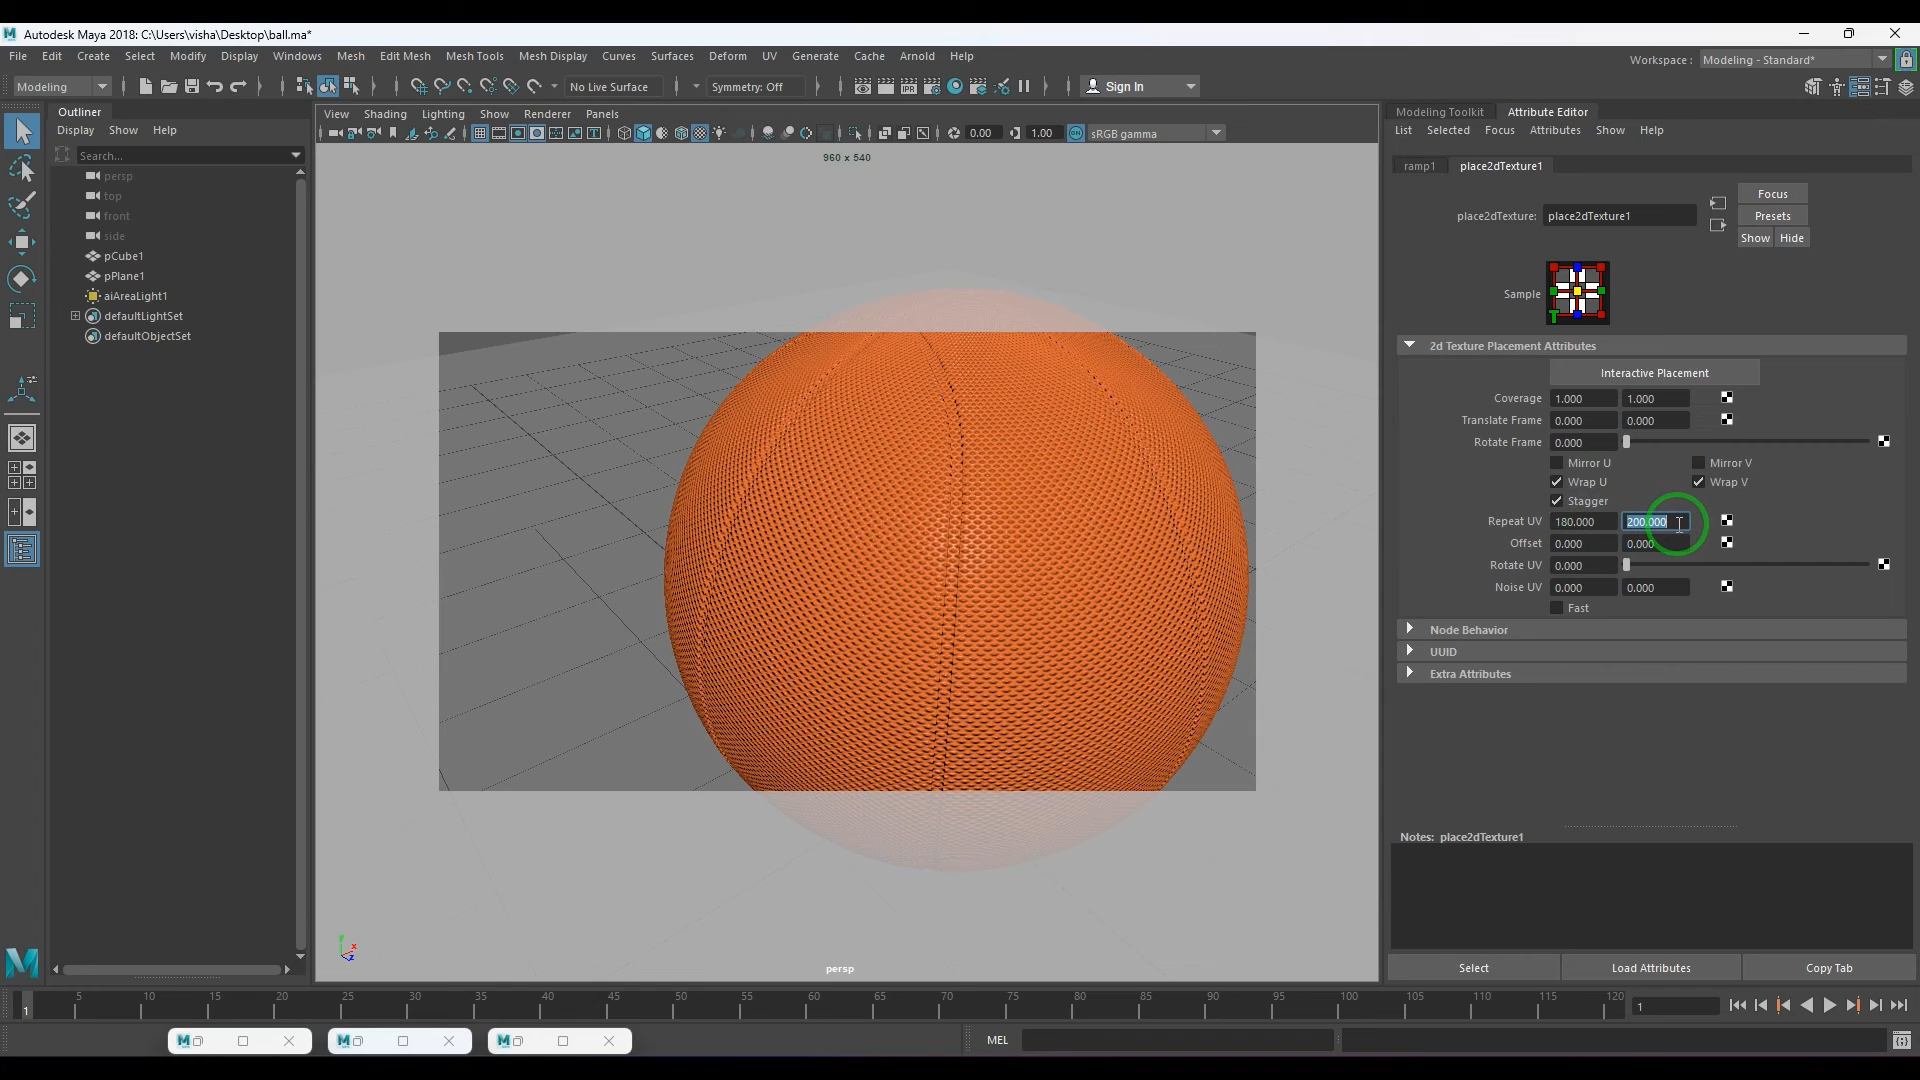 Autodesk Maya 2018: C:\Users\visha\Desktop\ball.ma*
File Edit Create Select Modify Display Windows Mesh Edit Mesh Mesh Tools Mesh Display Curves Surfaces Deform UV Generate Cache Arnold Help
Workspace : Modeling - Standard*
Modeling No Live Surface Symmetry: Off IPR Sign In
Outliner
Display Show Help
Search...
persp
top
front
side
pCube1
pPlane1
aiAreaLight1
defaultLightSet
defaultObjectSet
View Shading Lighting Show Renderer Panels
0.00 1.00 ON sRGB gamma
960 x 540
persp
Modeling Toolkit Attribute Editor
List Selected Focus Attributes Show Help
ramp1 place2dTexture1
place2dTexture: place2dTexture1
Focus
Presets
Show Hide
Sample
2d Texture Placement Attributes
Interactive Placement
Coverage 1.000 1.000
Translate Frame 0.000 0.000
Rotate Frame 0.000
Mirror U Mirror V
Wrap U Wrap V
Stagger
Repeat UV 180.000 200.000
Offset 0.000 0.000
Rotate UV 0.000
Noise UV 0.000 0.000
Fast
Node Behavior
UUID
Extra Attributes
Notes: place2dTexture1
Select Load Attributes Copy Tab
1 5 10 15 20 25 30 35 40 45 50 55 60 65 70 75 80 85 90 95 100 105 110 115 120 1
MEL